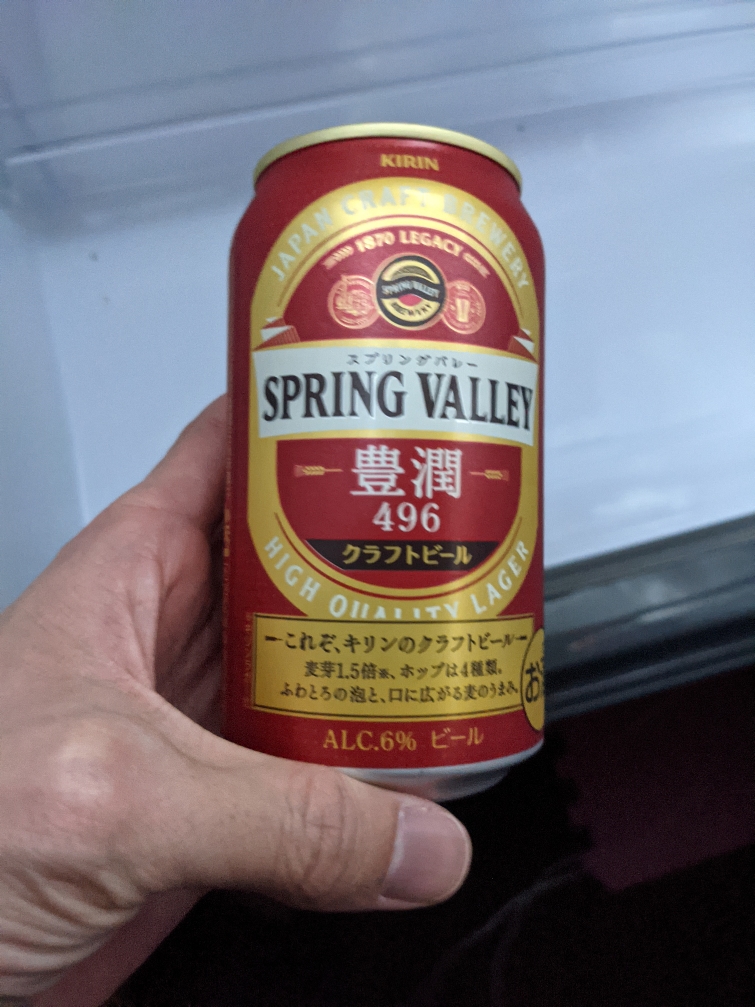 KIRIN
JAPAN CRAFT BREWERY
1870 LEGACY
SPRING VALLEY
BREWERY
スプリングバレー
SPRING VALLEY
豊潤
496
クラフトビール
HIGH QUALITY LAGER
これぞ、キリンのクラフトビール
麦芽1.5倍※、ホップは4種類。
ふわとろの泡と、口に広がる麦のうまみ。
お
ALC.6% ビール